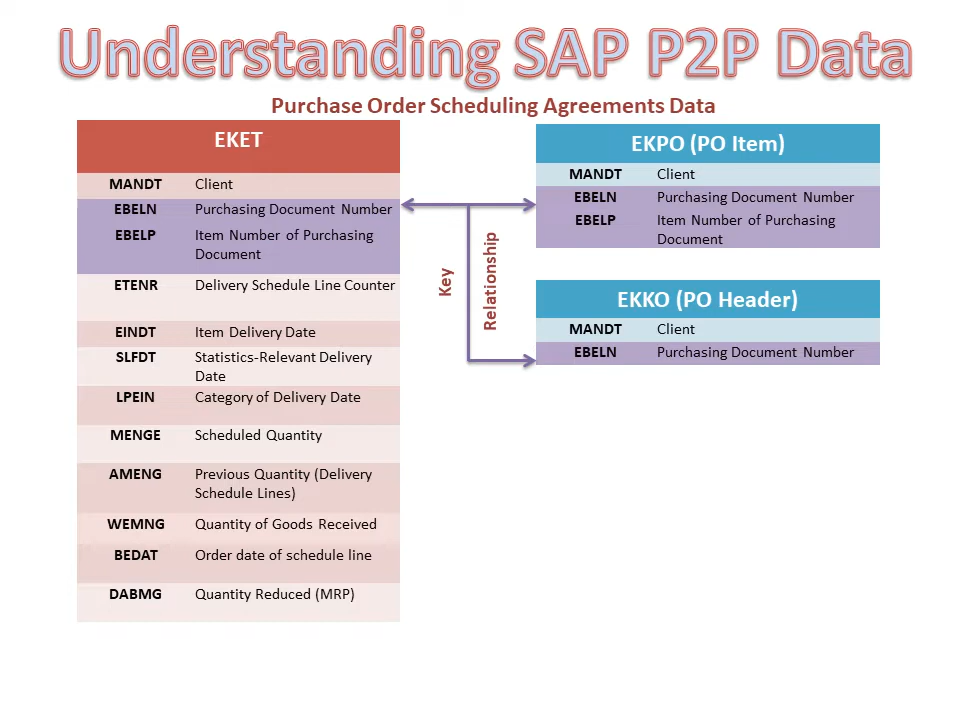 Understanding SAP P2P Data
Purchase Order Scheduling Agreements Data
EKET
MANDT Client
EBELN Purchasing Document Number
EBELP Item Number of Purchasing
Document
ETENR Delivery Schedule Line Counter
EINDT Item Delivery Date
SLFDT Statistics-Relevant Delivery
Date
LPEIN Category of Delivery Date
MENGE Scheduled Quantity
AMENG Previous Quantity (Delivery
Schedule Lines)
WEMNG Quantity of Goods Received
BEDAT Order date of schedule line
DABMG Quantity Reduced (MRP)
Key
Relationship
EKPO (PO Item)
MANDT Client
EBELN Purchasing Document Number
EBELP Item Number of Purchasing
Document
EKKO (PO Header)
MANDT Client
EBELN Purchasing Document Number